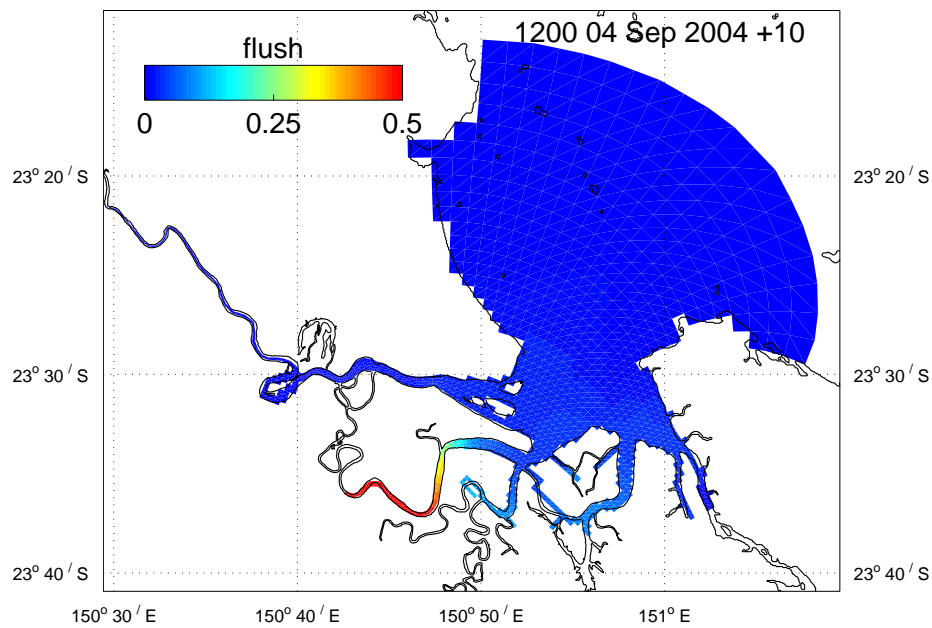 1200 04 Sep 2004 +10
flush
0 0.25 0.5
23° 20 ′ S 23° 20 ′ S
23° 30 ′ S 23° 30 ′ S
23° 40 ′ S 23° 40 ′ S
150° 30 ′ E 150° 40 ′ E 150° 50 ′ E 151° E